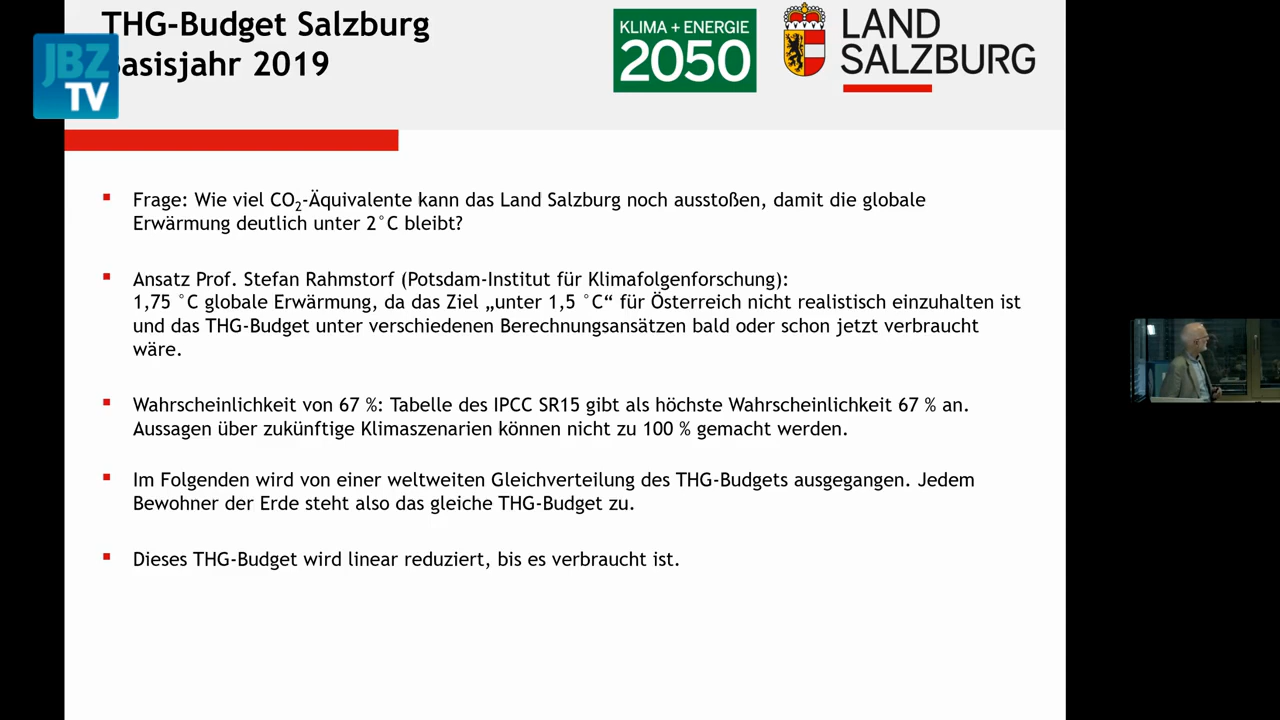 THG-Budget Salzburg
Basisjahr 2019
JBZ
TV
KLIMA + ENERGIE
2050
LAND
SALZBURG
Frage: Wie viel CO2-Äquivalente kann das Land Salzburg noch ausstoßen, damit die globale
Erwärmung deutlich unter 2°C bleibt?
Ansatz Prof. Stefan Rahmstorf (Potsdam-Institut für Klimafolgenforschung):
1,75 °C globale Erwärmung, da das Ziel „unter 1,5 °C“ für Österreich nicht realistisch einzuhalten ist
und das THG-Budget unter verschiedenen Berechnungsansätzen bald oder schon jetzt verbraucht
wäre.
Wahrscheinlichkeit von 67 %: Tabelle des IPCC SR15 gibt als höchste Wahrscheinlichkeit 67 % an.
Aussagen über zukünftige Klimaszenarien können nicht zu 100 % gemacht werden.
Im Folgenden wird von einer weltweiten Gleichverteilung des THG-Budgets ausgegangen. Jedem
Bewohner der Erde steht also das gleiche THG-Budget zu.
Dieses THG-Budget wird linear reduziert, bis es verbraucht ist.